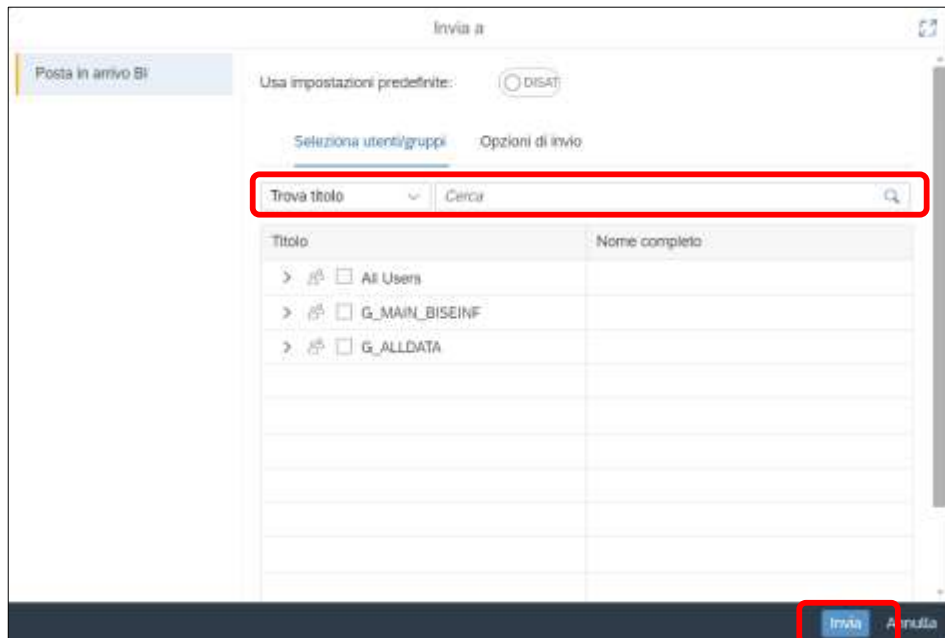 Invia a
Posta in arrivo BI
Usa impostazioni predefinite: DISAT
Seleziona utenti/gruppi Opzioni di invio
Trova titolo Cerca
Titolo Nome completo
All Users
G_MAIN_BISEINF
G_ALLDATA
Invia Annulla